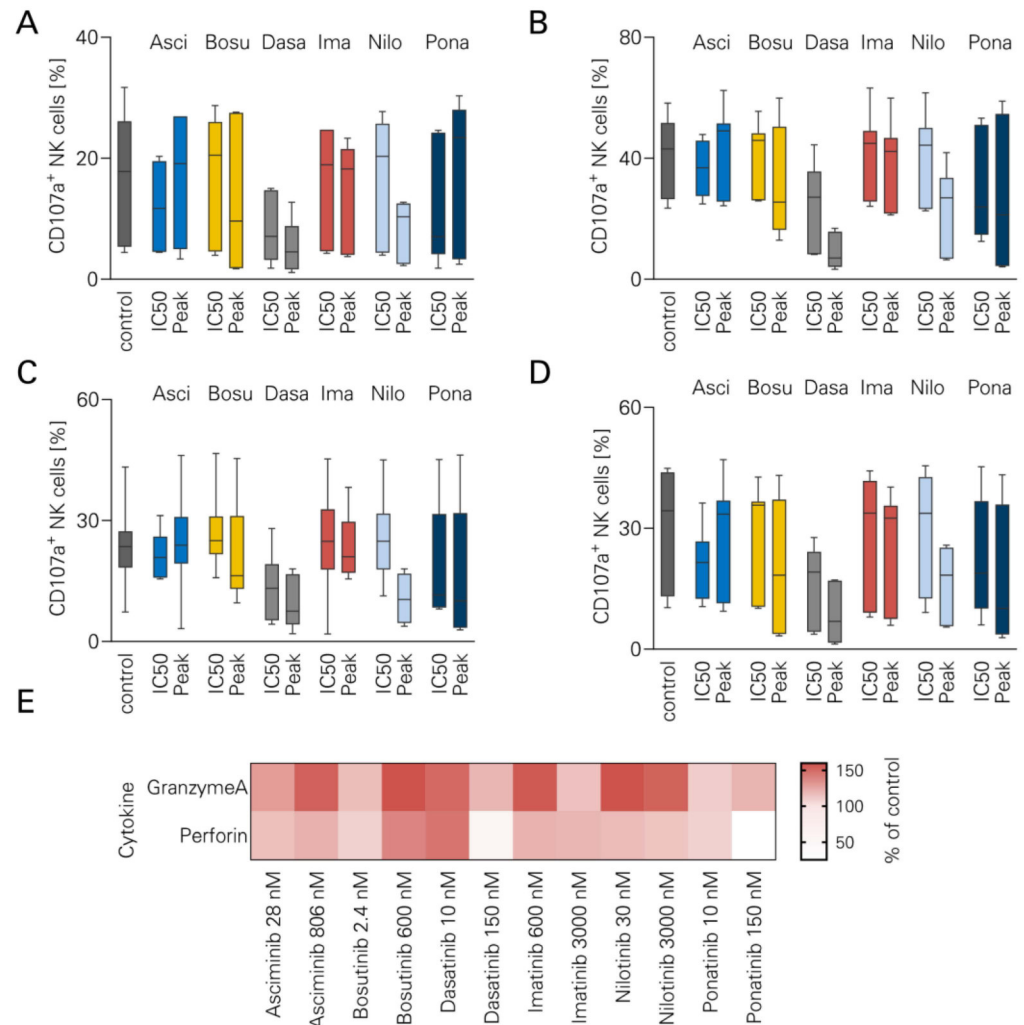 A
CD107a+ NK cells [%]
40
20
0
Asci Bosu Dasa Ima Nilo Pona
control IC50 Peak IC50 Peak IC50 Peak IC50 Peak IC50 Peak IC50 Peak
B
CD107a+ NK cells [%]
80
40
0
Asci Bosu Dasa Ima Nilo Pona
control IC50 Peak IC50 Peak IC50 Peak IC50 Peak IC50 Peak IC50 Peak
C
CD107a+ NK cells [%]
60
30
0
Asci Bosu Dasa Ima Nilo Pona
control IC50 Peak IC50 Peak IC50 Peak IC50 Peak IC50 Peak IC50 Peak
D
CD107a+ NK cells [%]
60
30
0
Asci Bosu Dasa Ima Nilo Pona
control IC50 Peak IC50 Peak IC50 Peak IC50 Peak IC50 Peak IC50 Peak
E
Cytokine
GranzymeA
Perforin
150
100
50
% of control
Asciminib 28 nM
Asciminib 806 nM
Bosutinib 2.4 nM
Bosutinib 600 nM
Dasatinib 10 nM
Dasatinib 150 nM
Imatinib 600 nM
Imatinib 3000 nM
Nilotinib 30 nM
Nilotinib 3000 nM
Ponatinib 10 nM
Ponatinib 150 nM